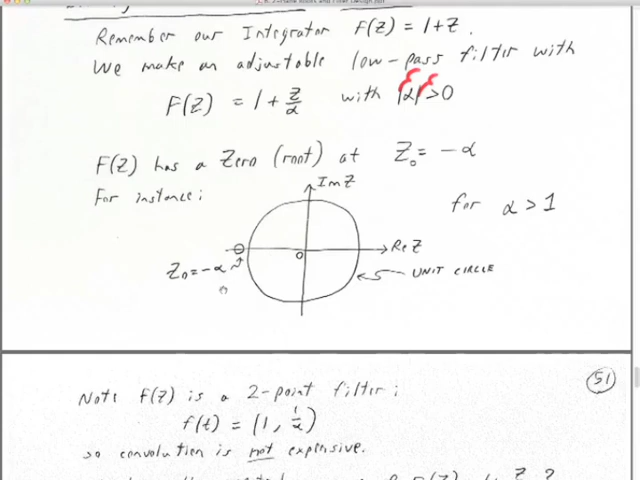 Remember our Integrator F(Z) = 1+Z.
We make an adjustable low-pass filter with
F(Z) = 1 + Z/α with |α| > 0
F(Z) has a Zero (root) at Z₀ = -α
For instance:
Im Z
for α > 1
0
Re Z
Z₀ = -α
UNIT CIRCLE
51
Note F(Z) is a 2-point filter:
f(t) = (1, 1/α)
so convolution is not expensive.